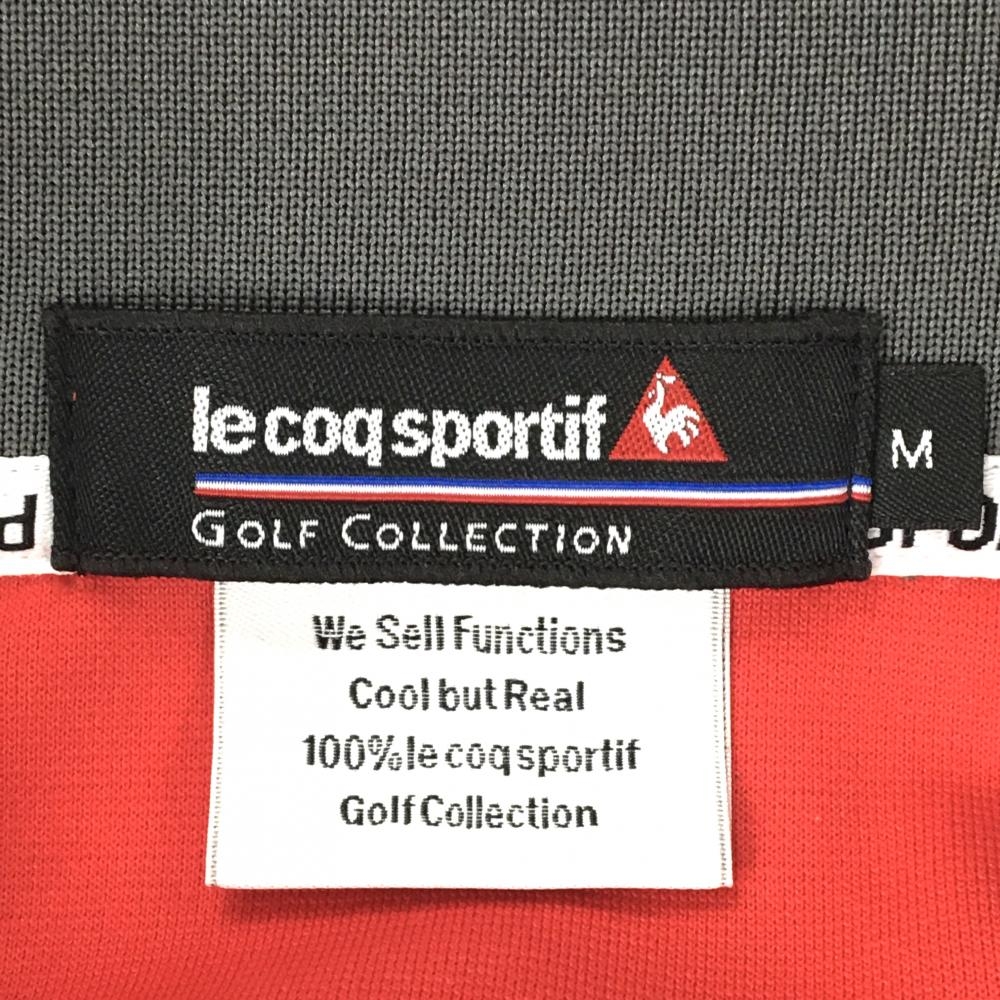 le coq sportif
GOLF COLLECTION
M
We Sell Functions
Cool but Real
100% le coq sportif
Golf Collection